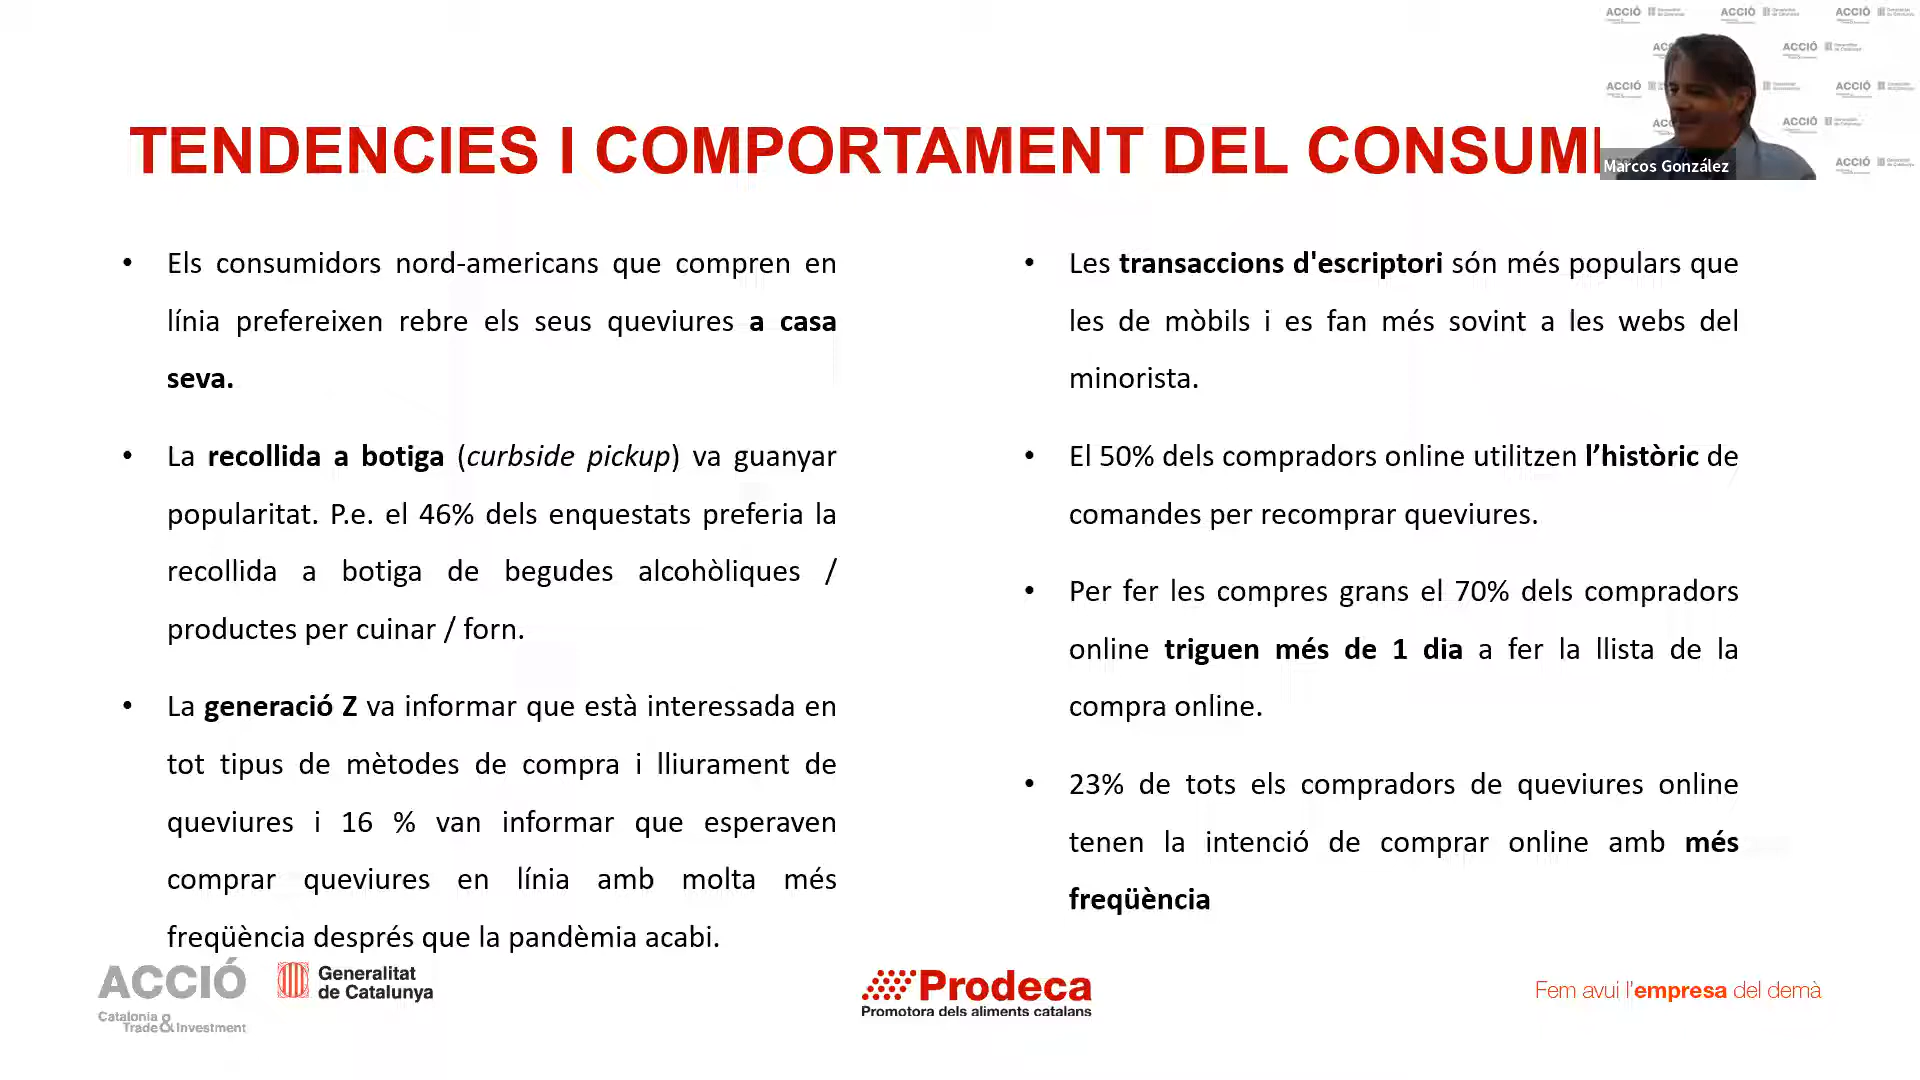 TENDENCIES I COMPORTAMENT DEL CONSUMI
Marcos González
• Els consumidors nord-americans que compren en
línia prefereixen rebre els seus queviures a casa
seva.
• La recollida a botiga (curbside pickup) va guanyar
popularitat. P.e. el 46% dels enquestats preferia la
recollida a botiga de begudes alcohòliques /
productes per cuinar / forn.
• La generació Z va informar que està interessada en
tot tipus de mètodes de compra i lliurament de
queviures i 16 % van informar que esperaven
comprar queviures en línia amb molta més
freqüència després que la pandèmia acabi.
• Les transaccions d'escriptori són més populars que
les de mòbils i es fan més sovint a les webs del
minorista.
• El 50% dels compradors online utilitzen l’històric de
comandes per recomprar queviures.
• Per fer les compres grans el 70% dels compradors
online triguen més de 1 dia a fer la llista de la
compra online.
• 23% de tots els compradors de queviures online
tenen la intenció de comprar online amb més
freqüència
ACCIÓ
Catalonia
Trade & Investment
Generalitat
de Catalunya
Prodeca
Promotora dels aliments catalans
Fem avui l'empresa del demà
ACCIÓ
ACCIÓ
ACCIÓ
ACCIÓ
ACCIÓ
ACCIÓ
ACCIÓ
ACCIÓ